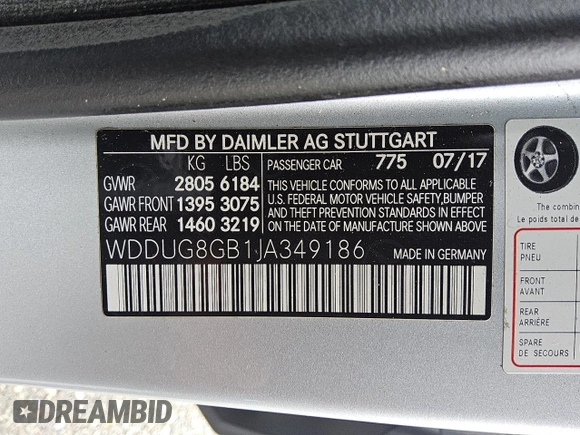 MFD BY DAIMLER AG STUTTGART
KG LBS PASSENGER CAR 775 07/17
GVWR 2805 6184
GAWR FRONT 1395 3075
GAWR REAR 1460 3219
THIS VEHICLE CONFORMS TO ALL APPLICABLE
U.S. FEDERAL MOTOR VEHICLE SAFETY,BUMPER
AND THEFT PREVENTION STANDARDS IN EFFECT
ON THE DATE OF MANUFACTURE SHOWN ABOVE
WDDUG8GB1JA349186 MADE IN GERMANY
The combin
Le poids total de
TIRE
PNEU
FRONT
AVANT
REAR
ARRIÈRE
SPARE
DE SECOURS
DREAMBID